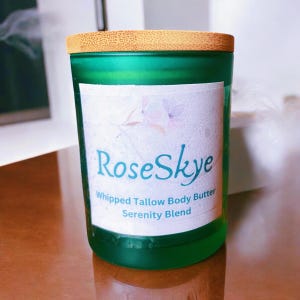 RoseSkye
Whipped Tallow Body Butter
Serenity Blend